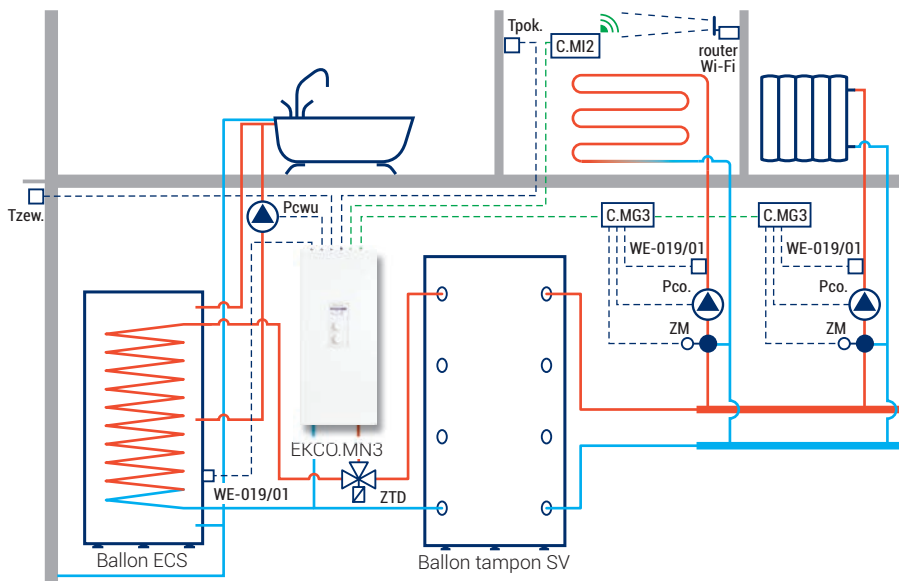 Tpok.
C.MI2
router
Wi-Fi
Tzew.
Pcwu
C.MG3
C.MG3
WE-019/01
WE-019/01
Pco.
Pco.
ZM
ZM
EKCO.MN3
WE-019/01
ZTD
Ballon ECS
Ballon tampon SV